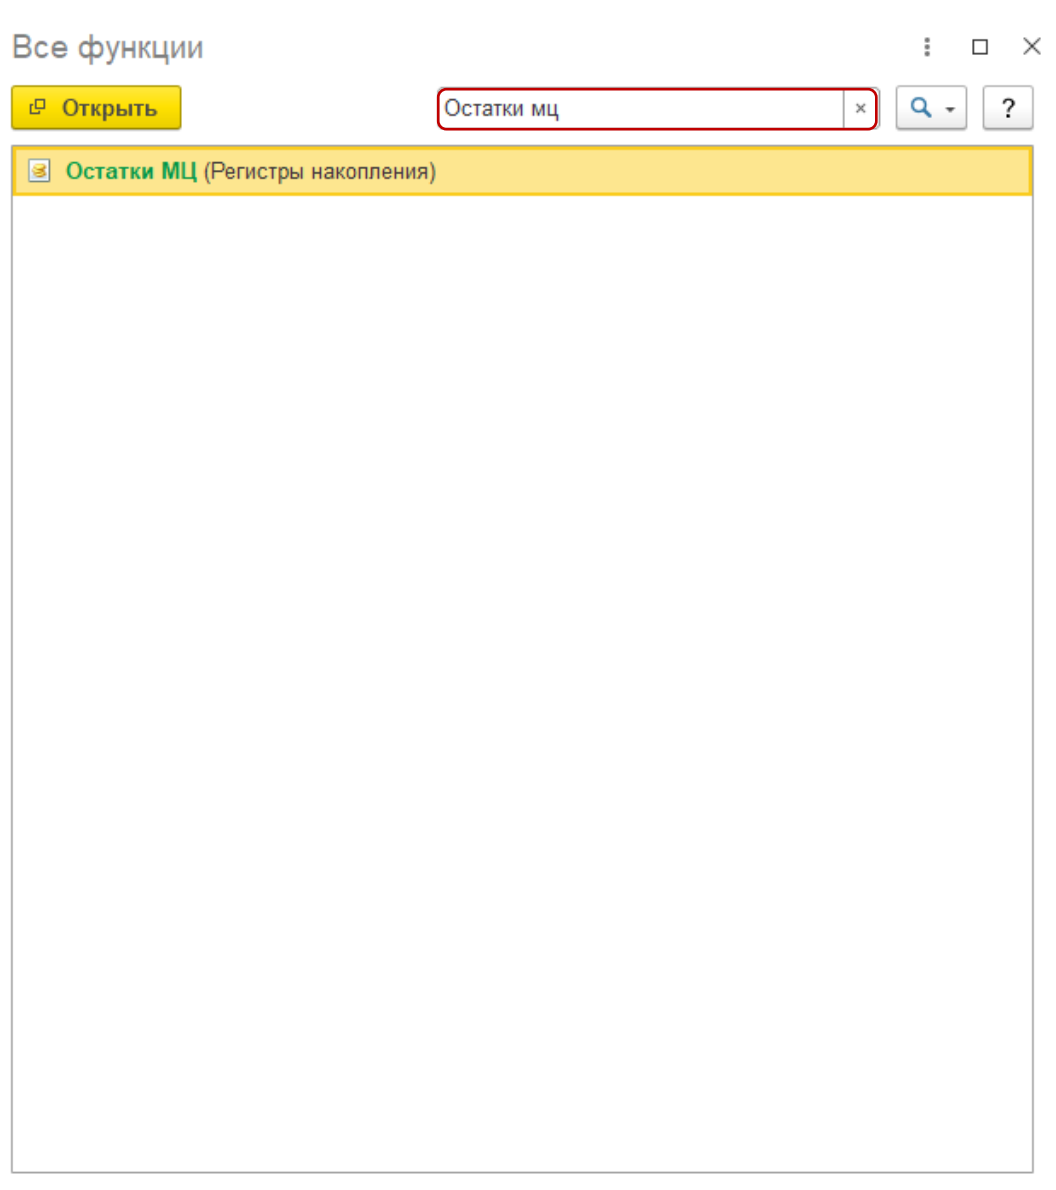 Все функции
Открыть
Остатки мц
?
Остатки МЦ (Регистры накопления)